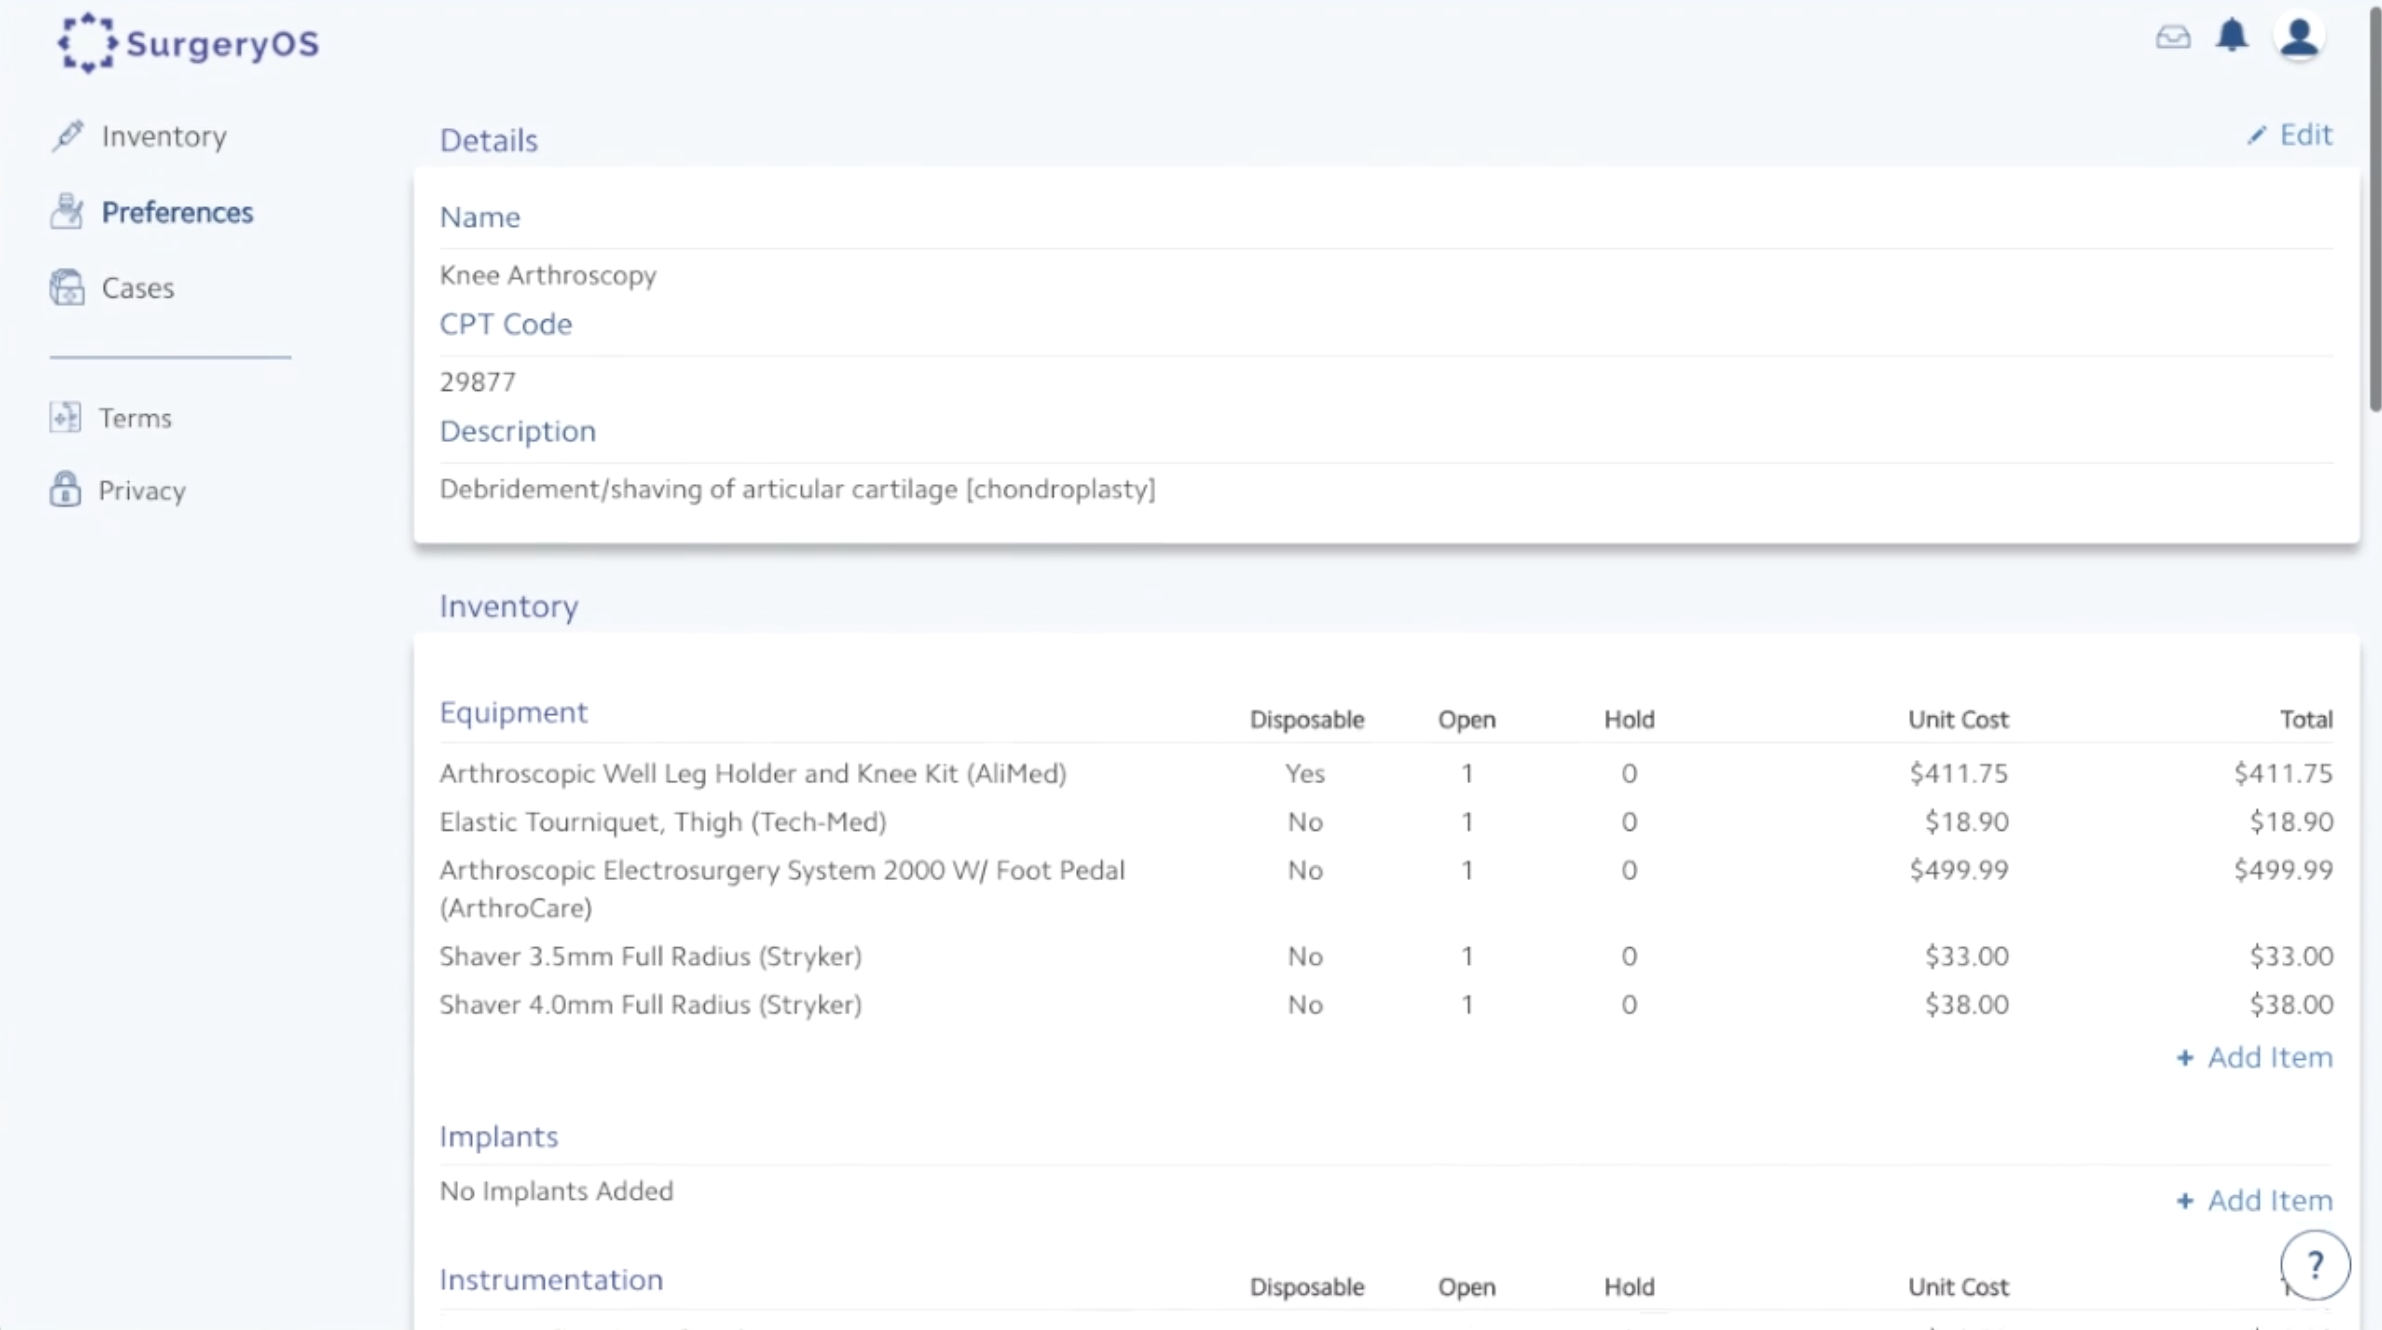 SurgeryOS
Inventory
Preferences
Cases
Terms
Privacy
Details
Edit
Name
Knee Arthroscopy
CPT Code
29877
Description
Debridement/shaving of articular cartilage [chondroplasty]
Inventory
Equipment Disposable Open Hold Unit Cost Total
Arthroscopic Well Leg Holder and Knee Kit (AliMed) Yes 1 0 $411.75 $411.75
Elastic Tourniquet, Thigh (Tech-Med) No 1 0 $18.90 $18.90
Arthroscopic Electrosurgery System 2000 W/ Foot Pedal No 1 0 $499.99 $499.99
(ArthroCare)
Shaver 3.5mm Full Radius (Stryker) No 1 0 $33.00 $33.00
Shaver 4.0mm Full Radius (Stryker) No 1 0 $38.00 $38.00
+ Add Item
Implants
No Implants Added
+ Add Item
Instrumentation Disposable Open Hold Unit Cost
?